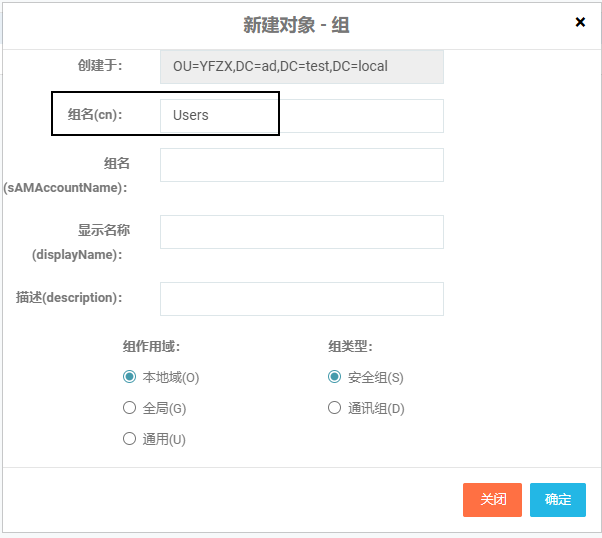 新建对象 - 组
×
创建于： OU=YFZX,DC=ad,DC=test,DC=local
组名(cn)： Users
组名
(sAMAccountName)：
显示名称
(displayName)：
描述(description)：
组作用域： 组类型：
本地域(O) 安全组(S)
全局(G) 通讯组(D)
通用(U)
关闭 确定